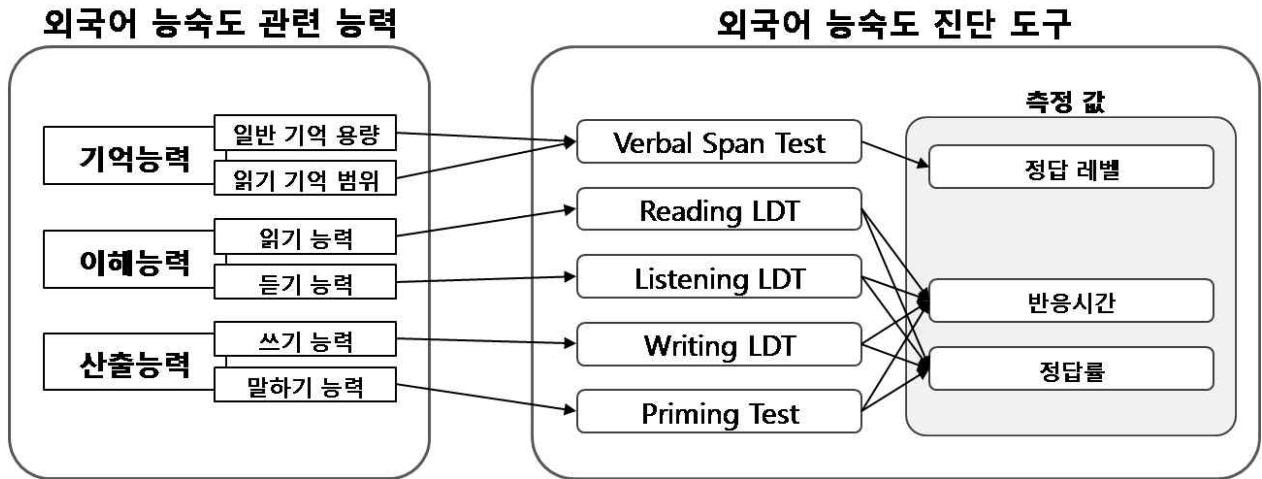 외국어 능숙도 관련 능력
기억능력
일반 기억 용량
읽기 기억 범위
이해능력
읽기 능력
듣기 능력
산출능력
쓰기 능력
말하기 능력
외국어 능숙도 진단 도구
Verbal Span Test
Reading LDT
Listening LDT
Writing LDT
Priming Test
측정 값
정답 레벨
반응시간
정답률